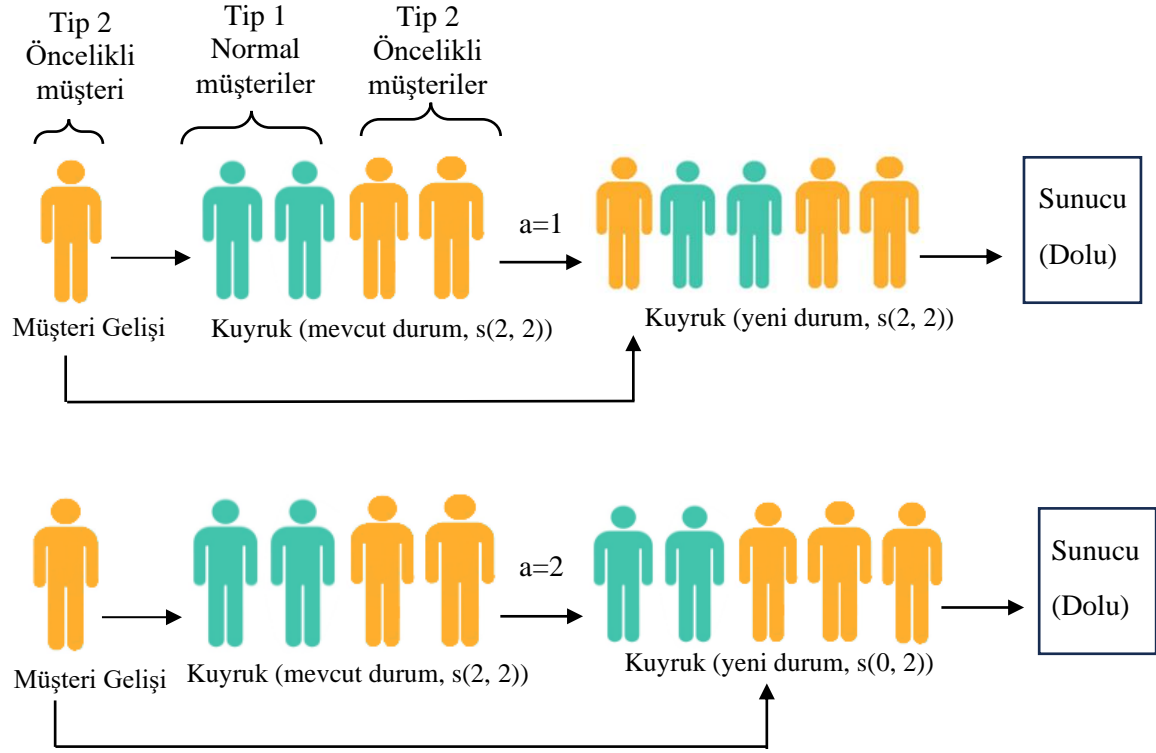 Tip 2
Öncelikli
müşteri
Tip 1
Normal
müşteriler
Tip 2
Öncelikli
müşteriler
a=1
Sunucu
(Dolu)
Müşteri Gelişi
Kuyruk (mevcut durum, s(2, 2))
Kuyruk (yeni durum, s(2, 2))
a=2
Sunucu
(Dolu)
Müşteri Gelişi
Kuyruk (mevcut durum, s(2, 2))
Kuyruk (yeni durum, s(0, 2))